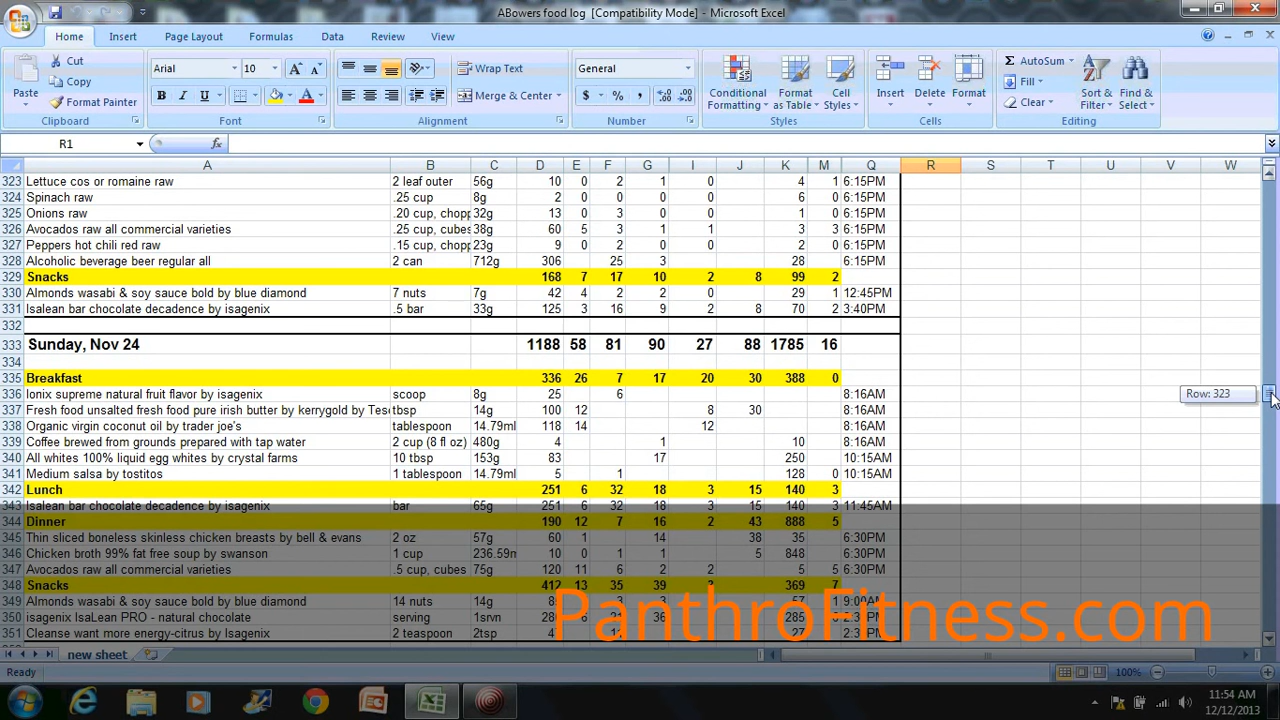 ABowers food log [Compatibility Mode] - Microsoft Excel
Home Insert Page Layout Formulas Data Review View
Cut Arial 10 Wrap Text General AutoSum
Copy Fill
Paste Format Painter B I U Merge & Center $ % , Conditional Formatting Format as Table Cell Styles Insert Delete Format Clear Sort & Filter Find & Select
Clipboard Font Alignment Number Styles Cells Editing
R1 fx
A B C D E F G I J K M Q R S T U V W
323 Lettuce cos or romaine raw 2 leaf outer 56g 10 0 2 1 0 4 1 6:15PM
324 Spinach raw .25 cup 8g 2 0 0 0 0 6 0 6:15PM
325 Onions raw .20 cup, chopp 32g 13 0 3 0 0 1 0 6:15PM
326 Avocados raw all commercial varieties .25 cup, cubes 38g 60 5 3 1 1 3 3 6:15PM
327 Peppers hot chili red raw .15 cup, chopp 23g 9 0 2 0 0 2 0 6:15PM
328 Alcoholic beverage beer regular all 2 can 712g 306 25 3 28 6:15PM
329 Snacks 168 7 17 10 2 8 99 2
330 Almonds wasabi & soy sauce bold by blue diamond 7 nuts 7g 42 4 2 2 0 29 1 12:45PM
331 Isalean bar chocolate decadence by isagenix .5 bar 33g 125 3 16 9 2 8 70 2 3:40PM
332
333 Sunday, Nov 24 1188 58 81 90 27 88 1785 16
334
335 Breakfast 336 26 7 17 20 30 388 0
336 Ionix supreme natural fruit flavor by isagenix scoop 8g 25 6 8:16AM
Row: 323
337 Fresh food unsalted fresh food pure irish butter by kerrygold by Tes tbsp 14g 100 12 8 30 8:16AM
338 Organic virgin coconut oil by trader joe's tablespoon 14.79ml 118 14 12 8:16AM
339 Coffee brewed from grounds prepared with tap water 2 cup (8 fl oz) 480g 4 1 10 8:16AM
340 All whites 100% liquid egg whites by crystal farms 10 tbsp 153g 83 17 250 10:15AM
341 Medium salsa by tostitos 1 tablespoon 14.79ml 5 1 128 0 10:15AM
342 Lunch 251 6 32 18 3 15 140 3
343 Isalean bar chocolate decadence by isagenix bar 65g 251 6 32 18 3 15 140 3 11:45AM
344 Dinner 190 12 7 16 2 43 888 5
345 Thin sliced boneless skinless chicken breasts by bell & evans 2 oz 57g 60 1 14 38 35 6:30PM
346 Chicken broth 99% fat free soup by swanson 1 cup 236.59m 10 0 1 1 5 848 6:30PM
347 Avocados raw all commercial varieties .5 cup, cubes 75g 120 11 6 2 2 5 5 6:30PM
348 Snacks 412 13 35 39 369 7
349 Almonds wasabi & soy sauce bold by blue diamond 14 nuts 14g 57 1
350 isagenix IsaLean PRO - natural chocolate serving 1srvn 285
351 Cleanse want more energy-citrus by Isagenix 2 teaspoon 2tsp 27
PanthroFitness.com
new sheet
Ready 100%
11:54 AM
12/12/2013